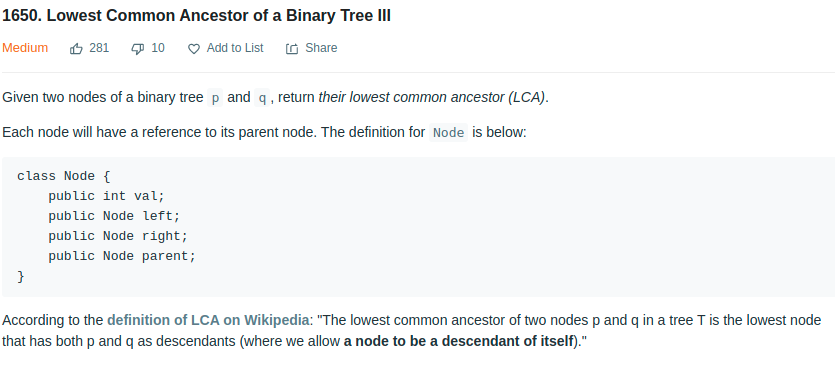 1650. Lowest Common Ancestor of a Binary Tree III
Medium 281 10 Add to List Share
Given two nodes of a binary tree p and q, return their lowest common ancestor (LCA).
Each node will have a reference to its parent node. The definition for Node is below:
class Node {
    public int val;
    public Node left;
    public Node right;
    public Node parent;
}
According to the definition of LCA on Wikipedia: "The lowest common ancestor of two nodes p and q in a tree T is the lowest node
that has both p and q as descendants (where we allow a node to be a descendant of itself)."